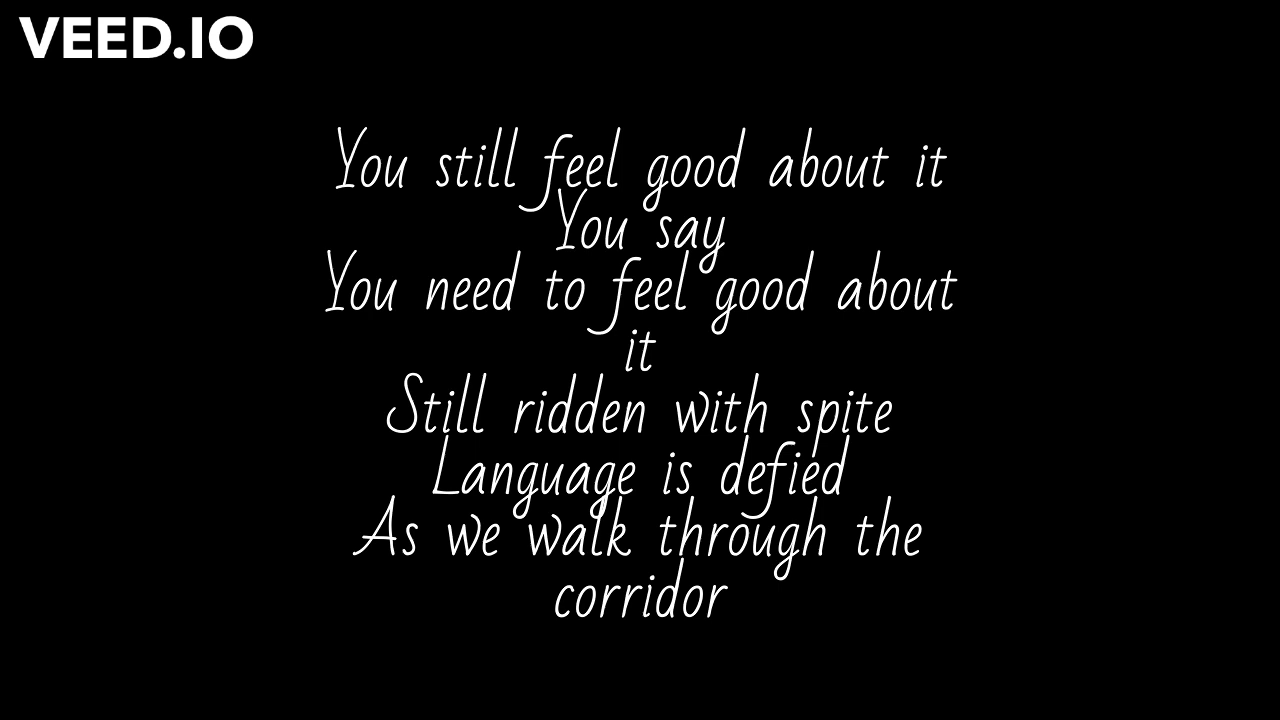 VEED.IO
You still feel good about it
You say
You need to feel good about
it
Still ridden with spite
Language is defied
As we walk through the
corridor